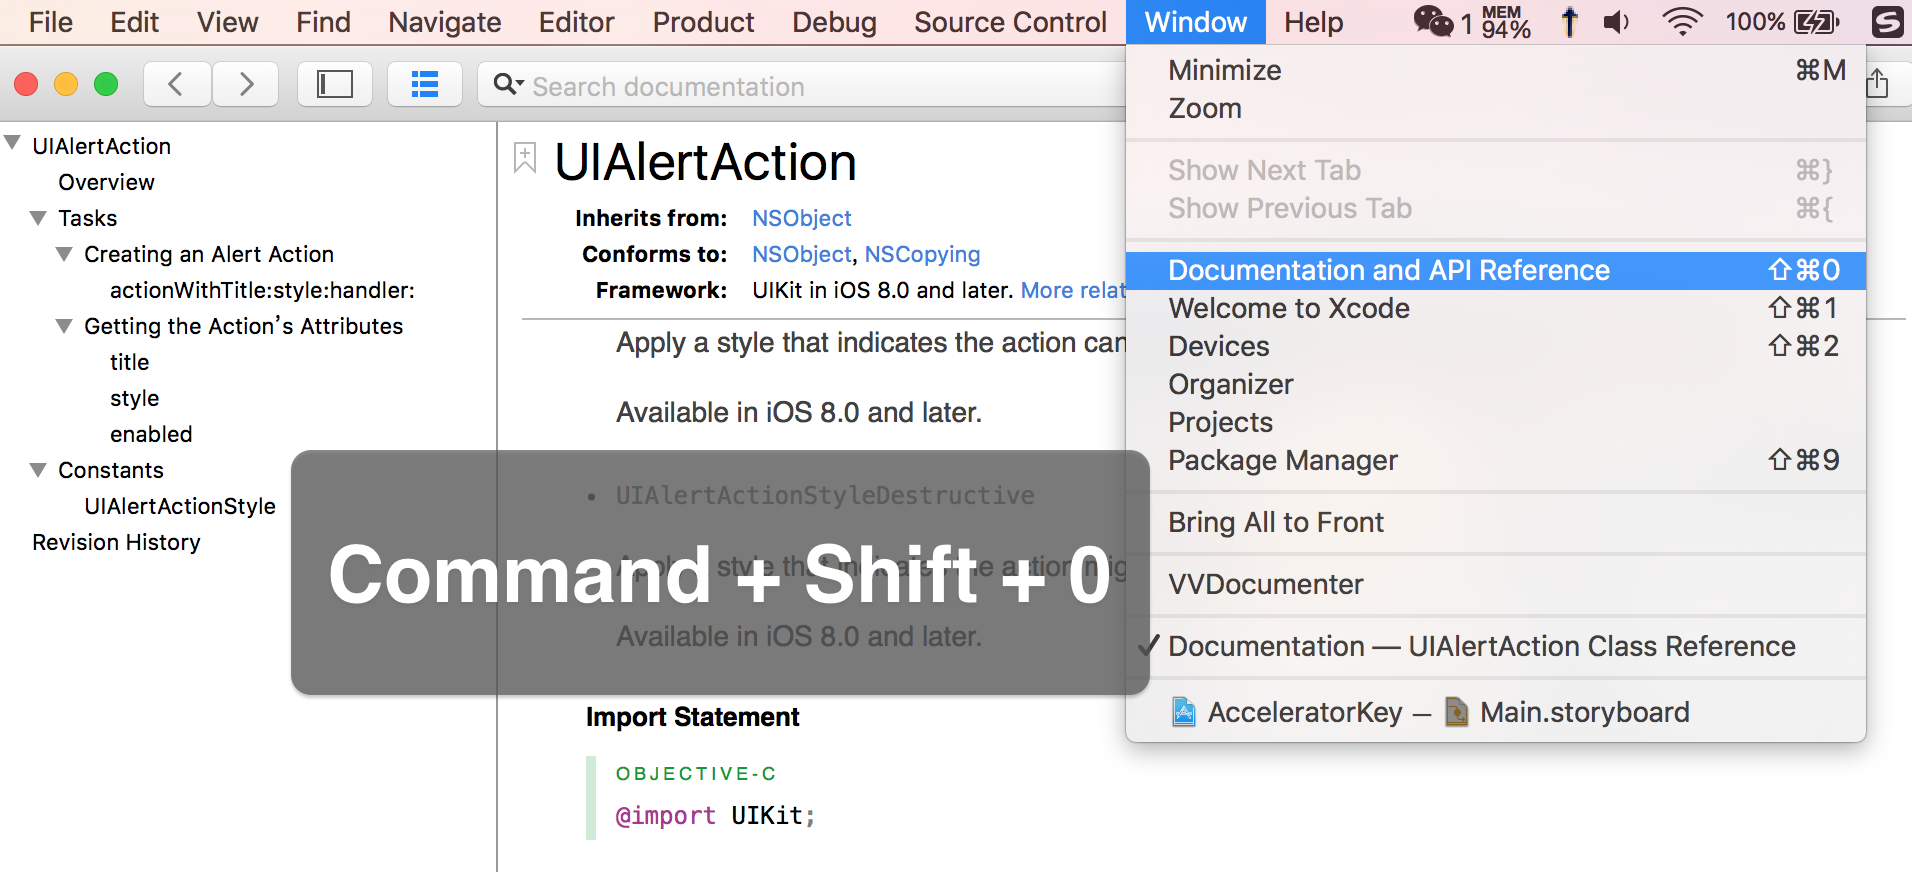 File Edit View Find Navigate Editor Product Debug Source Control Window Help 1 MEM 94% 100%
Search documentation
UIAlertAction
Overview
Tasks
Creating an Alert Action
actionWithTitle:style:handler:
Getting the Action's Attributes
title
style
enabled
Constants
UIAlertActionStyle
Revision History
UIAlertAction
Inherits from: NSObject
Conforms to: NSObject, NSCopying
Framework: UIKit in iOS 8.0 and later. More relat
Apply a style that indicates the action can
Available in iOS 8.0 and later.
• UIAlertActionStyleDestructive
Apply a style that indicates the action mig
Available in iOS 8.0 and later.
Command + Shift + 0
Import Statement
OBJECTIVE-C
@import UIKit;
Minimize ⌘M
Zoom
Show Next Tab ⌘}
Show Previous Tab ⌘{
Documentation and API Reference ⇧⌘0
Welcome to Xcode ⇧⌘1
Devices ⇧⌘2
Organizer
Projects
Package Manager ⇧⌘9
Bring All to Front
VVDocumenter
✓ Documentation — UIAlertAction Class Reference
AcceleratorKey — Main.storyboard